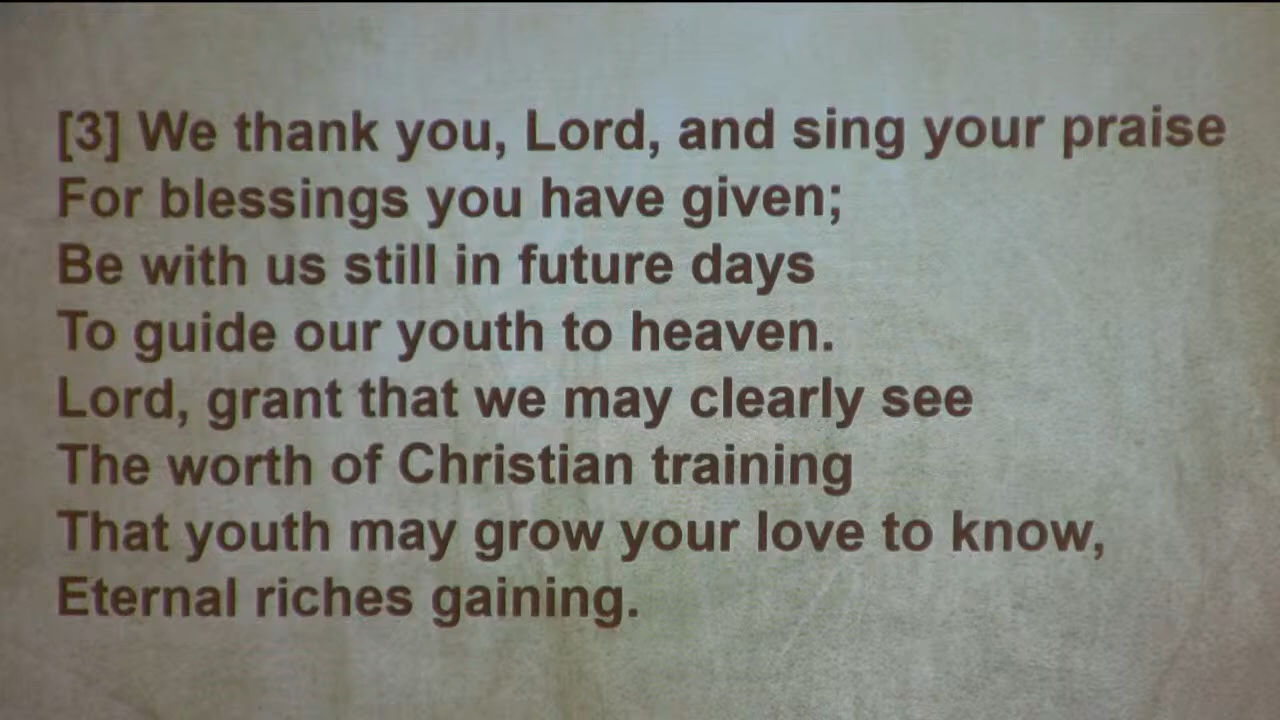 [3] We thank you, Lord, and sing your praise
For blessings you have given;
Be with us still in future days
To guide our youth to heaven.
Lord, grant that we may clearly see
The worth of Christian training
That youth may grow your love to know,
Eternal riches gaining.